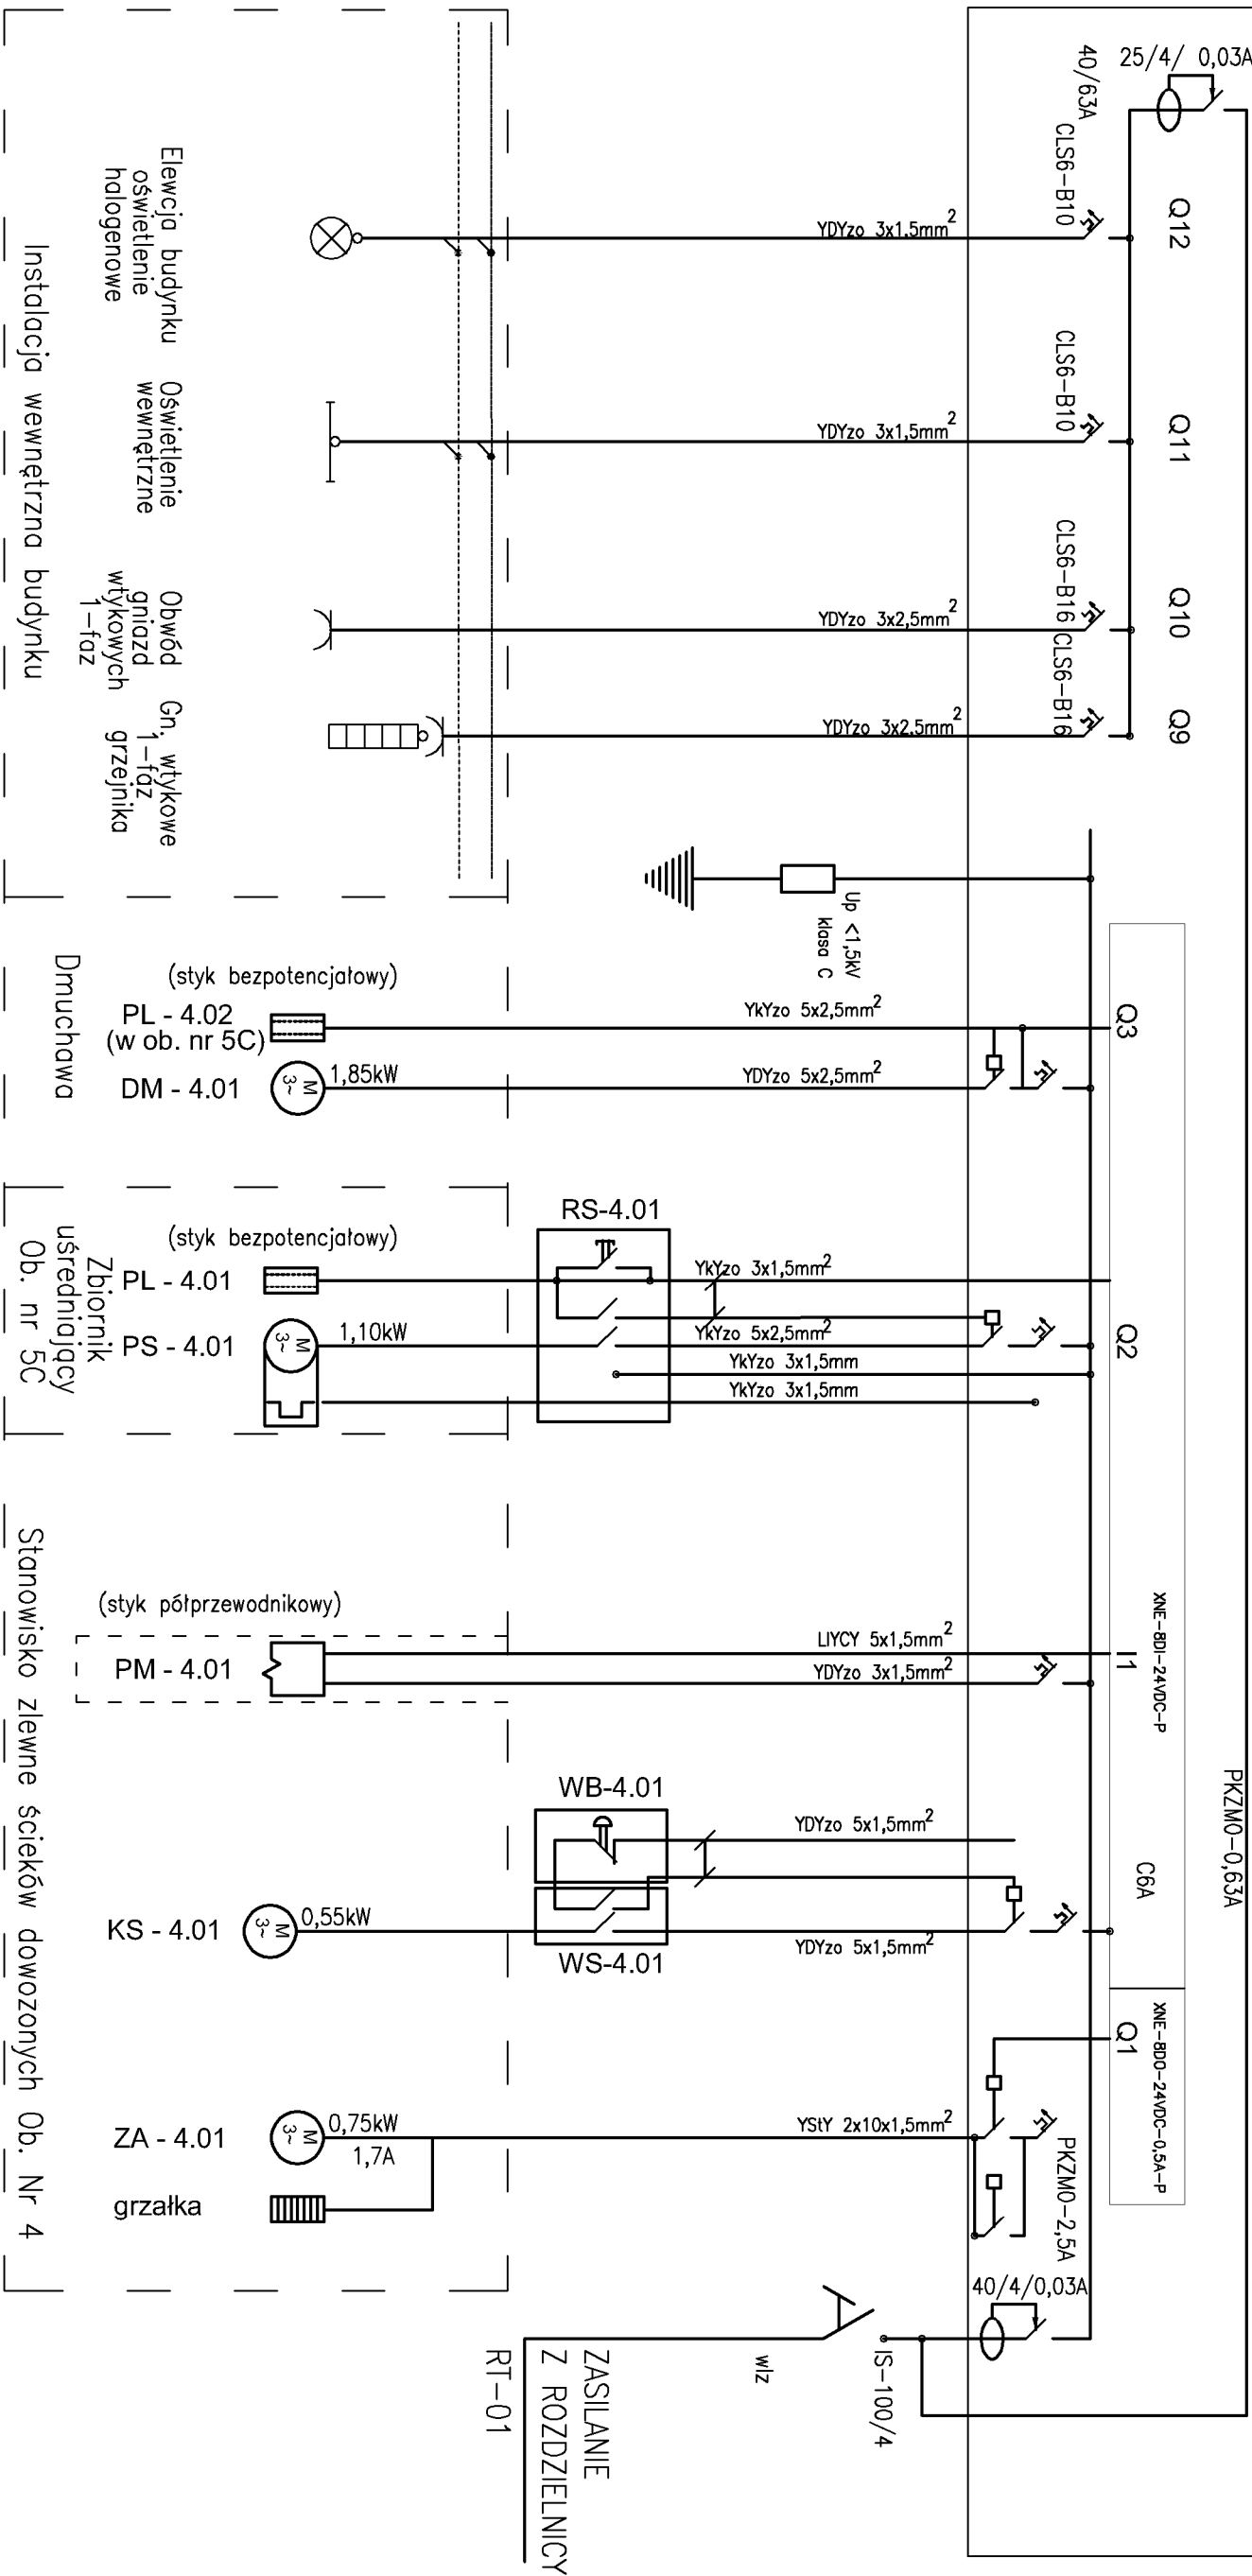 25/4/ 0,03A
40/63A
CLS6-B10
Q12
YDYzo 3x1,5mm2
Elewcja budynku
oświetlenie
halogenowe
CLS6-B10
Q11
YDYzo 3x1,5mm2
Oświetlenie
wewnętrzne
CLS6-B16
Q10
YDYzo 3x2,5mm2
Obwód
gniazd
wtykowych
1-faz
CLS6-B16
Q9
YDYzo 3x2,5mm2
Gn. wtykowe
1-faz
grzejnika
Instalacja wewnętrzna budynku
Up <1,5kV
klasa C
(styk bezpotencjałowy)
PL - 4.02
(w ob. nr 5C)
YkYzo 5x2,5mm2
Q3
DM - 4.01
1,85kW
YDYzo 5x2,5mm2
Dmuchawa
RS-4.01
(styk bezpotencjałowy)
PL - 4.01
YkYzo 3x1,5mm2
PS - 4.01
1,10kW
YkYzo 5x2,5mm2
Q2
YkYzo 3x1,5mm
YkYzo 3x1,5mm
Zbiornik
uśredniający
Ob. nr 5C
(styk półprzewodnikowy)
PM - 4.01
LIYCY 5x1,5mm2
YDYzo 3x1,5mm2
1
XNE-8DI-24VDC-P
PKZM0-0,63A
WB-4.01
YDYzo 5x1,5mm2
C6A
KS - 4.01
0,55kW
YDYzo 5x1,5mm2
WS-4.01
Q1
XNE-8DO-24VDC-0,5A-P
ZA - 4.01
0,75kW
1,7A
YStY 2x10x1,5mm2
PKZM0-2,5A
grzałka
Stanowisko zlewne ścieków dowozonych Ob. Nr 4
40/4/0,03A
IS-100/4
wlz
ZASILANIE
Z ROZDZIELNICY
RT-01
M
3~
M
3~
M
3~
M
3~